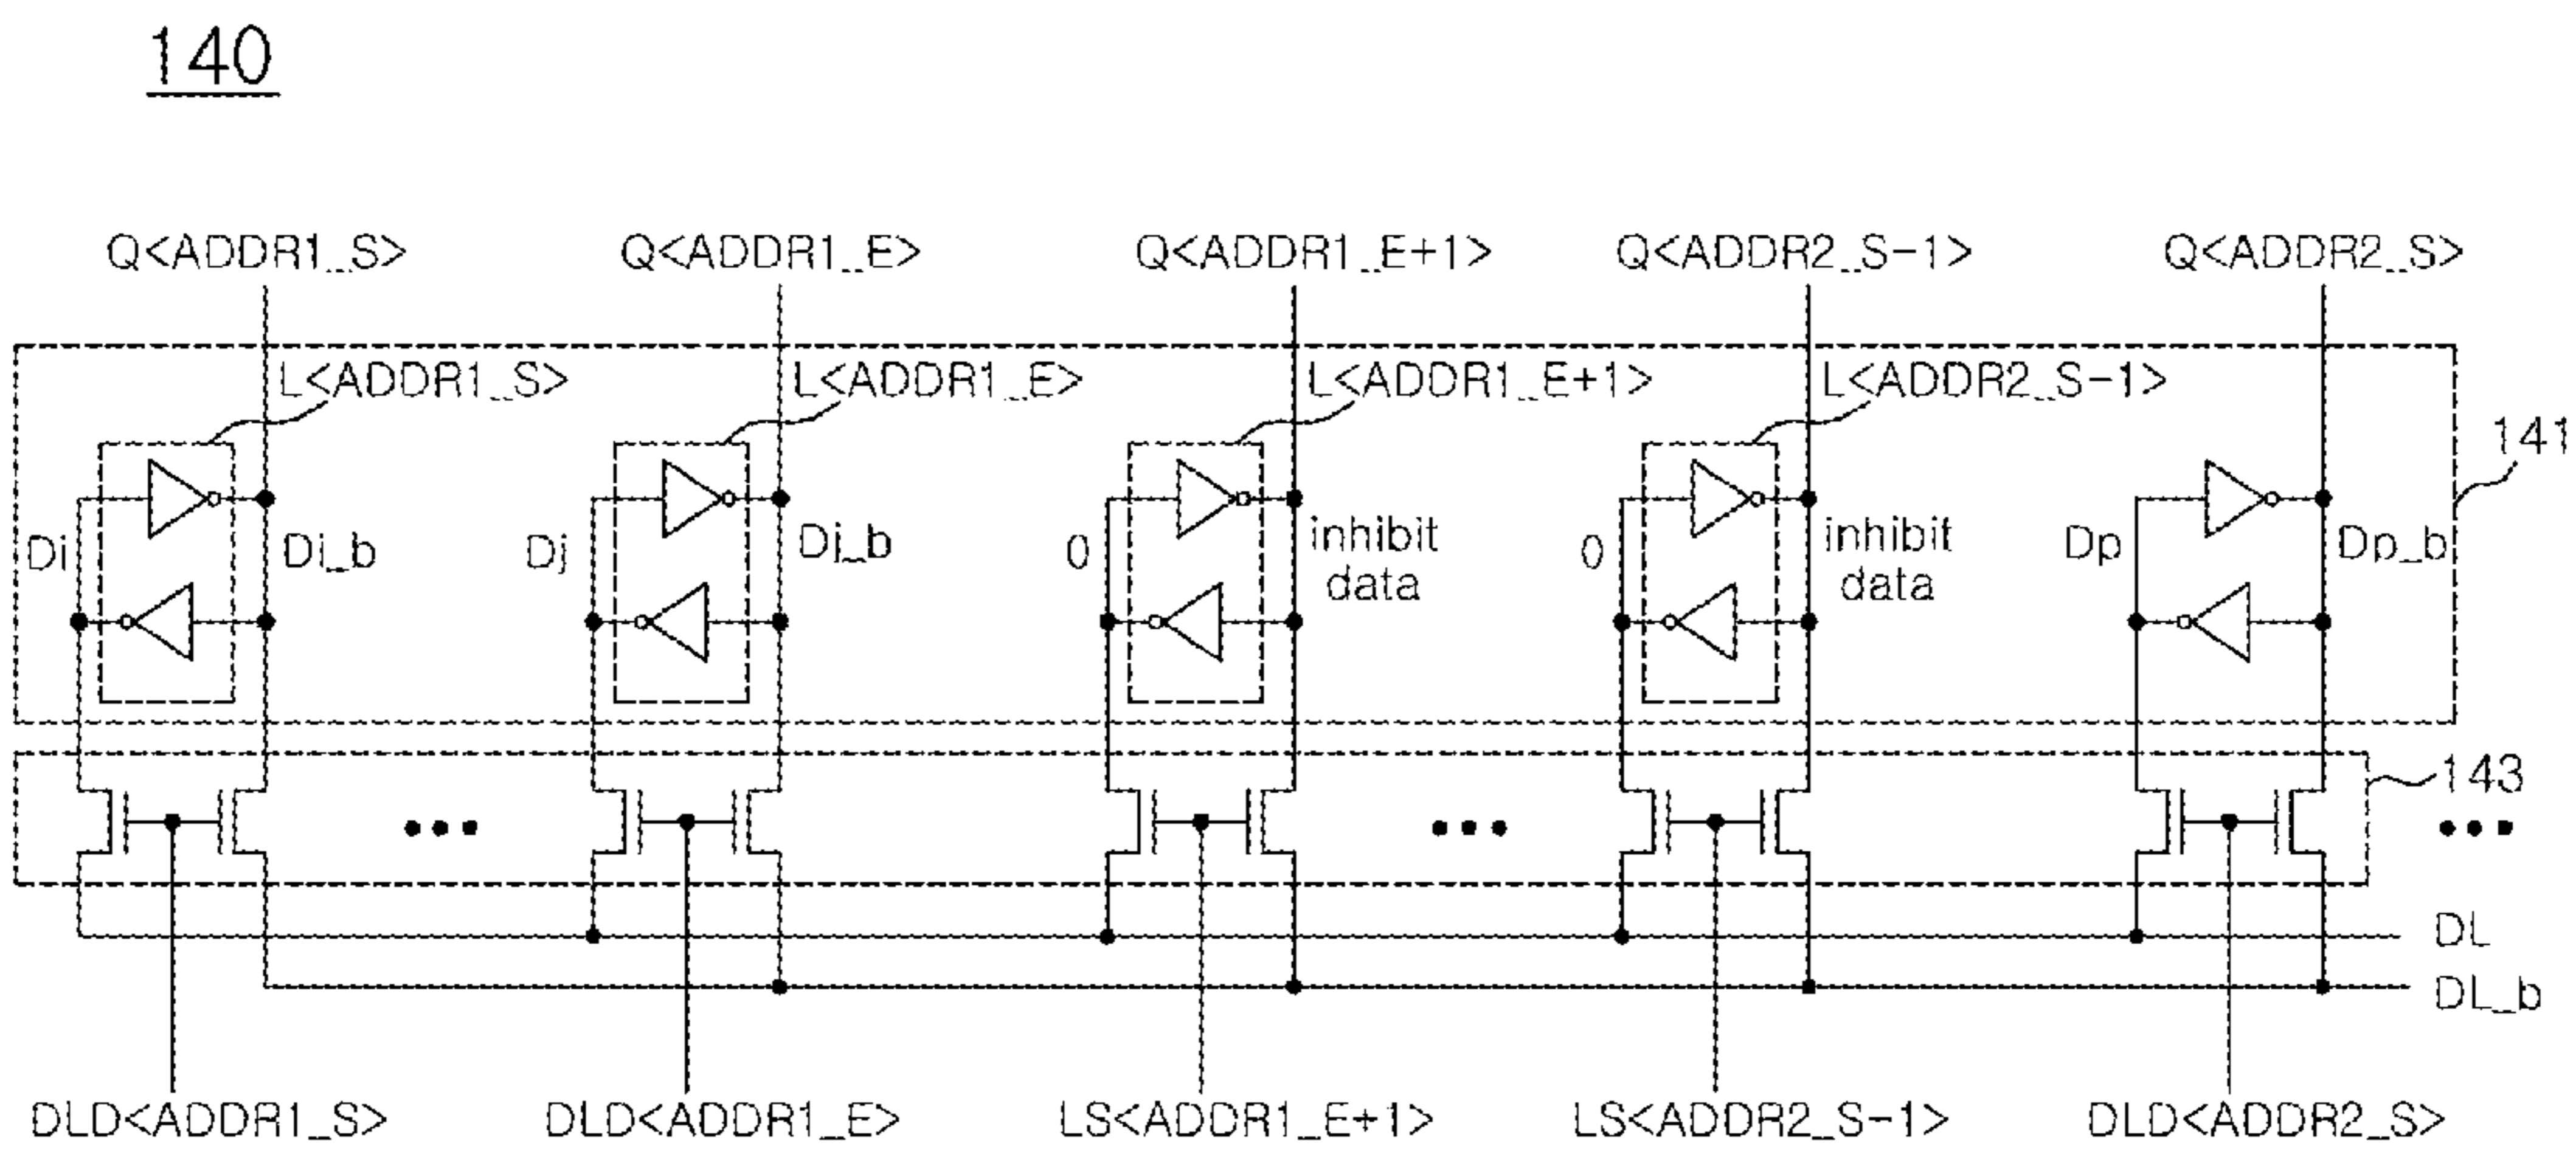 140
Q<ADDR1_S> Q<ADDR1_E> Q<ADDR1_E+1> Q<ADDR2_S-1> Q<ADDR2_S>
L<ADDR1_S> L<ADDR1_E> L<ADDR1_E+1> L<ADDR2_S-1>
141
Di Di_b Dj Dj_b 0 inhibit data 0 inhibit data Dp Dp_b
143
DL
DL_b
DLD<ADDR1_S> DLD<ADDR1_E> LS<ADDR1_E+1> LS<ADDR2_S-1> DLD<ADDR2_S>